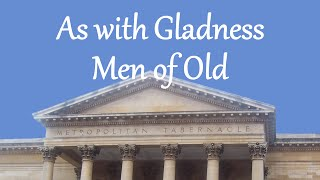 As with Gladness
Men of Old
METROPOLITAN TABERNACLE